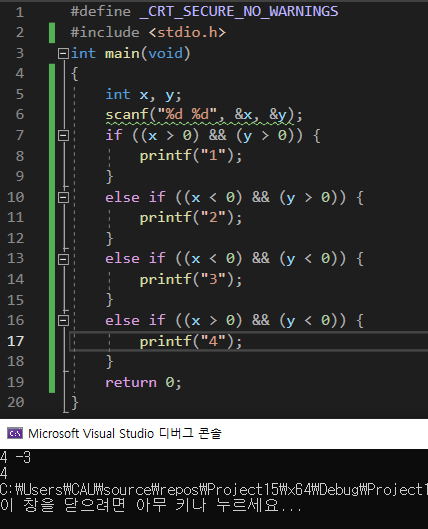 1 #define _CRT_SECURE_NO_WARNINGS
2 #include <stdio.h>
3 int main(void)
4 {
5 int x, y;
6 scanf("%d %d", &x, &y);
7 if ((x > 0) && (y > 0)) {
8 printf("1");
9 }
10 else if ((x < 0) && (y > 0)) {
11 printf("2");
12 }
13 else if ((x < 0) && (y < 0)) {
14 printf("3");
15 }
16 else if ((x > 0) && (y < 0)) {
17 printf("4");
18 }
19 return 0;
20 }
Microsoft Visual Studio 디버그 콘솔
4 -3
4
C:₩Users₩CAU₩source₩repos₩Project15₩x64₩Debug₩Project1
이 창을 닫으려면 아무 키나 누르세요...